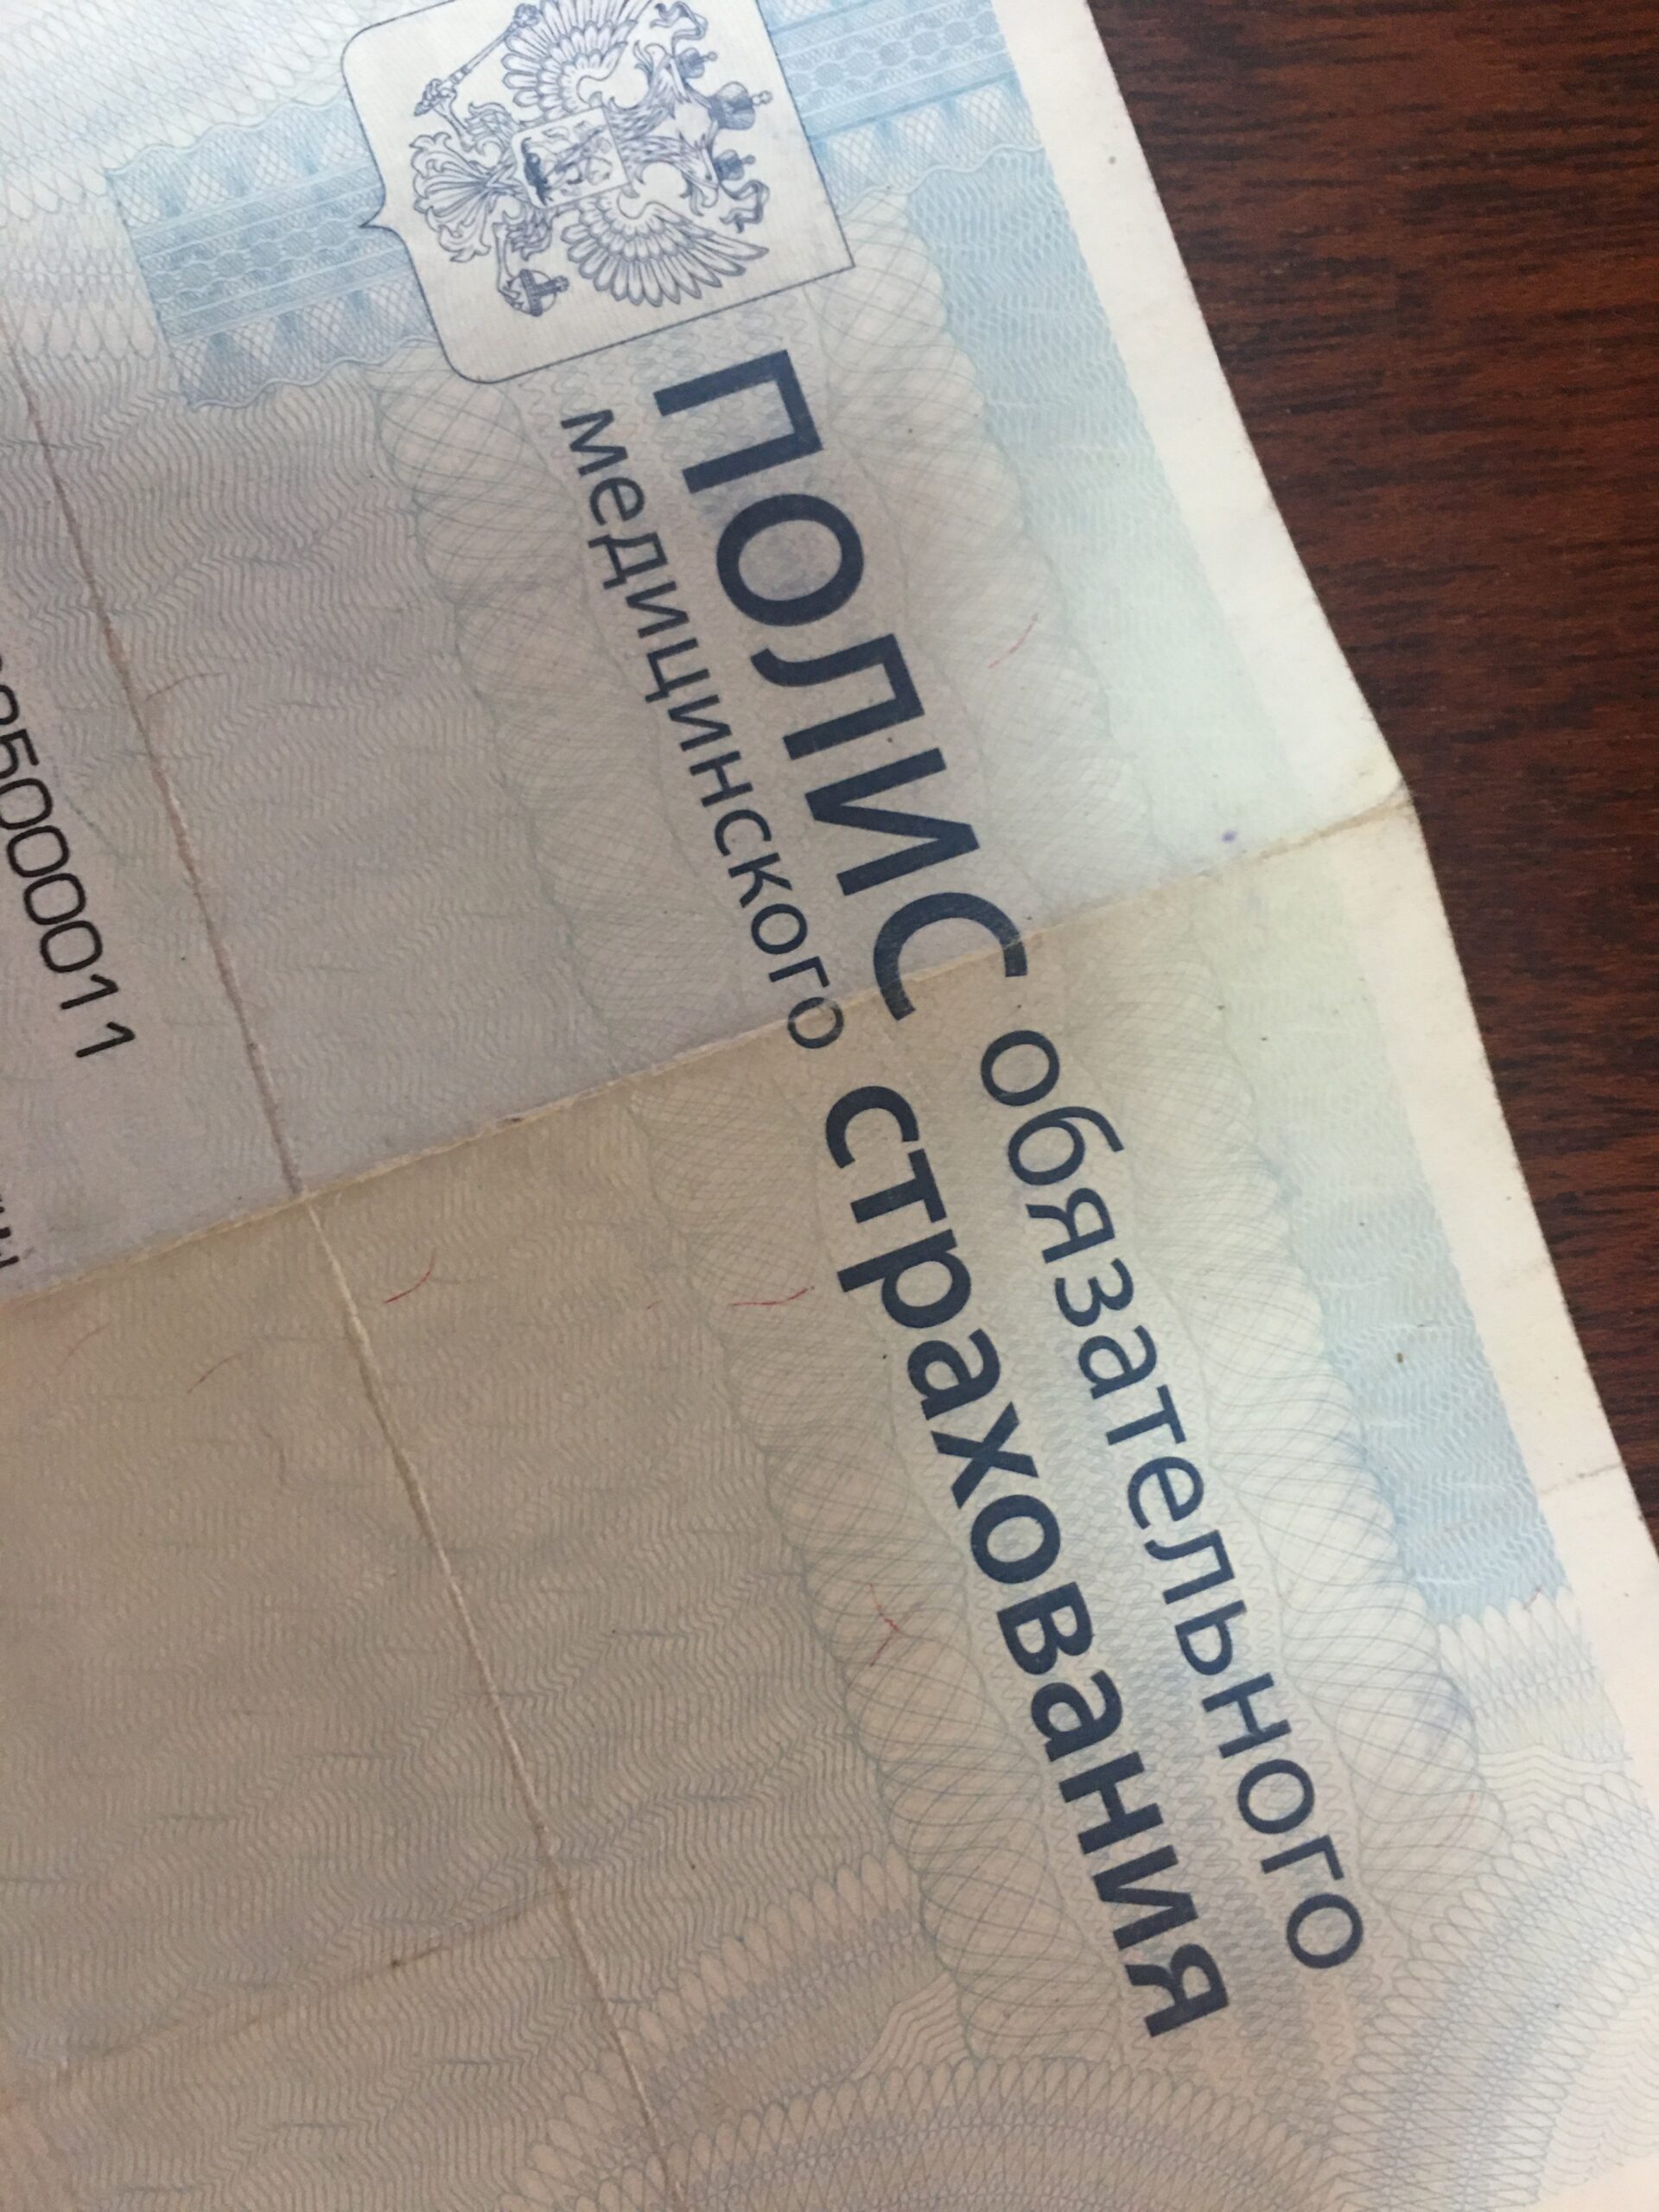 ПОЛИС обязательного
медицинского страхования